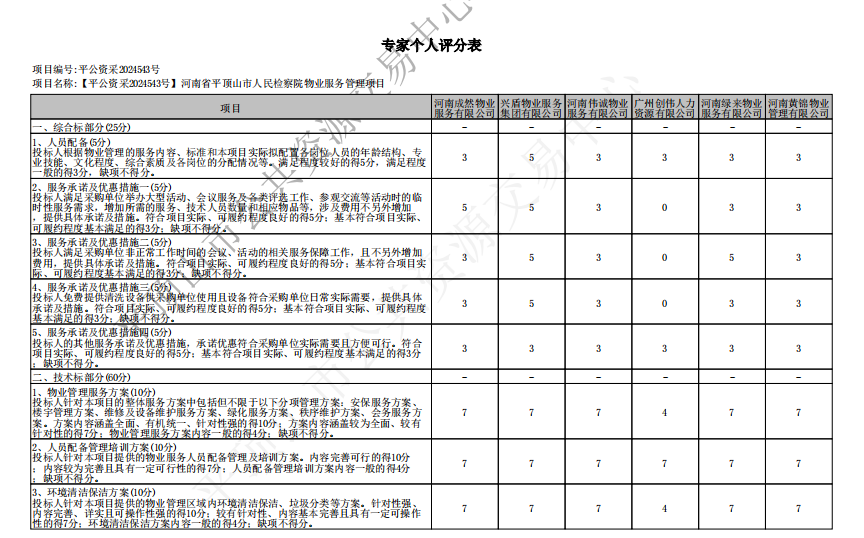 专家个人评分表
项目编号:平公资采2024543号
项目名称:【平公资采2024543号】河南省平顶山市人民检察院物业服务管理项目
项目 河南成然物业服务有限公司 兴盾物业服务集团有限公司 河南伟诚物业服务有限公司 广州创伟人力资源有限公司 河南绿来物业服务有限公司 河南黄锦物业管理有限公司
一、综合标部分(25分) - - - - - -
1、人员配备(5分)
投标人根据物业管理的服务内容、标准和本项目实际拟配置各岗位人员的年龄结构、专
业技能、文化程度、综合素质及各岗位的分配情况等。满足程度较好的得5分，满足程度
一般的得3分，缺项不得分。
3 5 3 3 3 3
2、服务承诺及优惠措施一(5分)
投标人满足采购单位举办大型活动、会议服务及各类评选工作、参观交流等活动时的临
时性服务需求，增加所需的服务、技术人员数量和相应物品等，涉及费用不另外增加
，提供具体承诺及措施。符合项目实际、可履约程度良好的得5分；基本符合项目实际、
可履约程度基本满足的得3分；缺项不得分。
5 5 3 0 3 3
3、服务承诺及优惠措施二(5分)
投标人满足采购单位非正常工作时间的会议、活动的相关服务保障工作，且不另外增加
费用，提供具体承诺及措施。符合项目实际、可履约程度良好的得5分；基本符合项目实
际、可履约程度基本满足的得3分；缺项不得分。
3 5 3 0 5 3
4、服务承诺及优惠措施三(5分)
投标人免费提供清洗设备供采购单位使用且设备符合采购单位日常实际需要，提供具体
承诺及措施。符合项目实际、可履约程度良好的得5分；基本符合项目实际、可履约程度
基本满足的得3分；缺项不得分。
3 5 3 0 3 3
5、服务承诺及优惠措施四(5分)
投标人的其他服务承诺及优惠措施，承诺优惠符合采购单位实际需要且方便可行。符合
项目实际、可履约程度良好的得5分；基本符合项目实际、可履约程度基本满足的得3分
；缺项不得分。
3 3 3 3 3 3
二、技术标部分(60分) - - - - - -
1、物业管理服务方案(10分)
投标人针对本项目的整体服务方案中包括但不限于以下分项管理方案：安保服务方案、
楼宇管理方案、维修及设备维护服务方案、绿化服务方案、秩序维护方案、会务服务方
案。方案内容涵盖全面、有机统一、针对性强的得10分；方案内容涵盖较为全面、较有
针对性的得7分；物业管理服务方案内容一般的得4分；缺项不得分。
7 7 7 4 7 7
2、人员配备管理培训方案(10分)
投标人针对本项目提供的物业服务人员配备管理及培训方案。内容完善可行的得10分
；内容较为完善且具有一定可行性的得7分；人员配备管理培训方案内容一般的得4分
；缺项不得分。
7 7 7 7 7 7
3、环境清洁保洁方案(10分)
投标人针对本项目提供的物业管理区域内环境清洁保洁、垃圾分类等方案。针对性强、
内容完善、详实且可操作性强的得10分；较有针对性、内容基本完善且具有一定可操作
性的得7分；环境清洁保洁方案内容一般的得4分；缺项不得分。
7 7 7 4 7 7